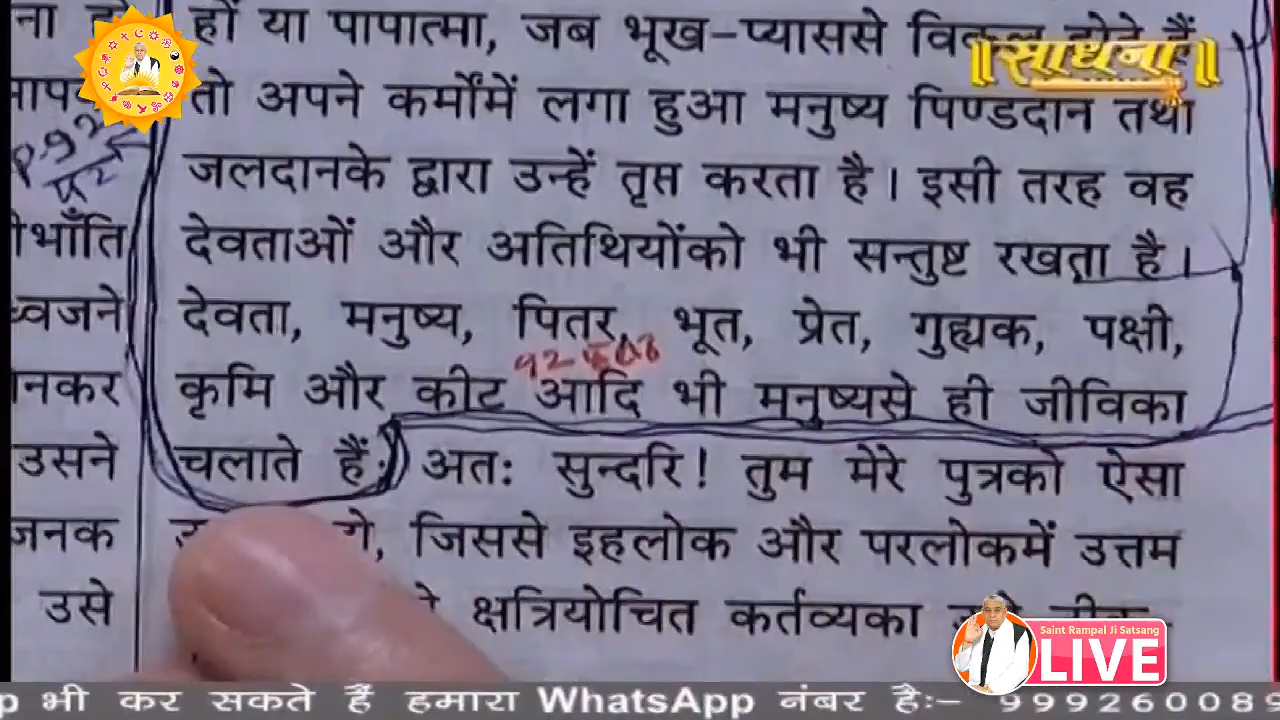 हों या पापात्मा, जब भूख-प्याससे विकल होते हैं
तो अपने कर्मोंमें लगा हुआ मनुष्य पिण्डदान तथा
जलदानके द्वारा उन्हें तृप्त करता है। इसी तरह वह
देवताओं और अतिथियोंको भी सन्तुष्ट रखता है।
देवता, मनुष्य, पितर, भूत, प्रेत, गुह्यक, पक्षी,
कृमि और कीट आदि भी मनुष्यसे ही जीविका
चलाते हैं; अतः सुन्दरि! तुम मेरे पुत्रको ऐसा
जिससे इहलोक और परलोकमें उत्तम
क्षत्रियोचित कर्तव्यका
भाँति
उसने
जनक
उसे
साधना
Saint Rampal Ji Satsang
LIVE
भी कर सकते हैं हमारा WhatsApp नंबर है:– 999260089